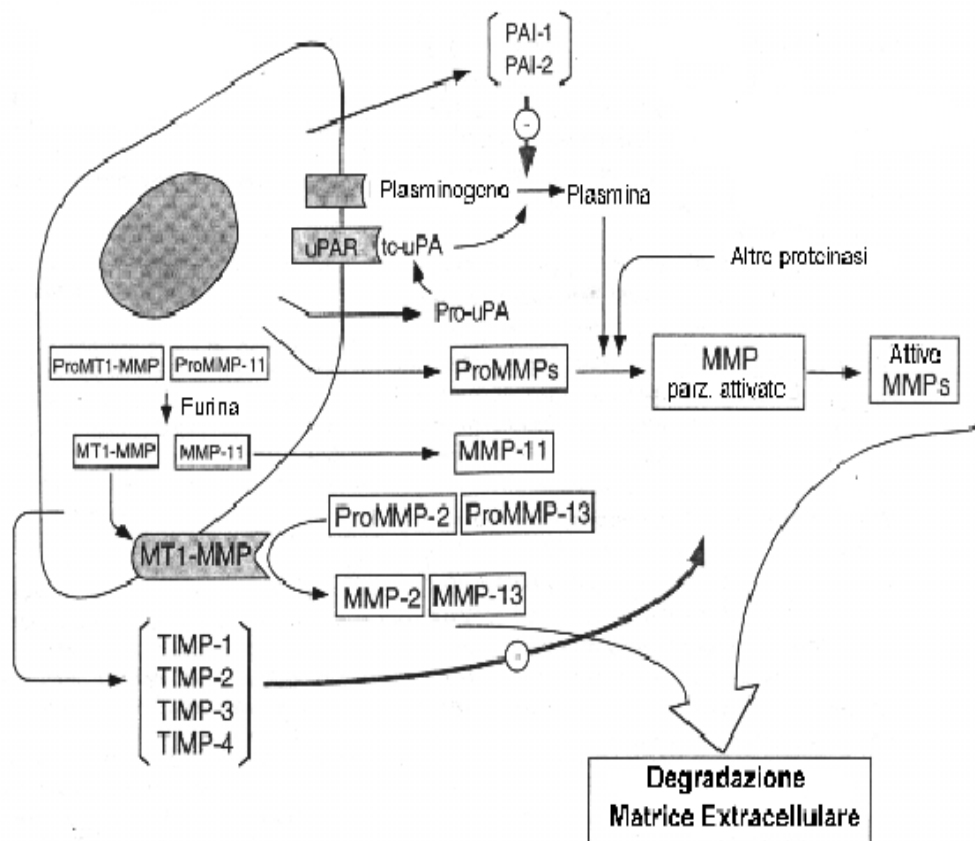 PAI-1
PAII-2
-
Plasminogeno
Plasmina
uPAR
tc-uPA
Altre proteinasi
Pro-uPA
ProMT1-MMP
ProMMP-11
ProMMPs
MMP
parz. attivate
Attive
MMPs
Furina
MT1-MMP
MMP-11
MMP-11
ProMMP-2
ProMMP-13
MT1-MMP
MMP-2
MMP-13
TIMP-1
TIMP-2
TIMP-3
TIMP-4
Degradazione
Matrice Extracellulare